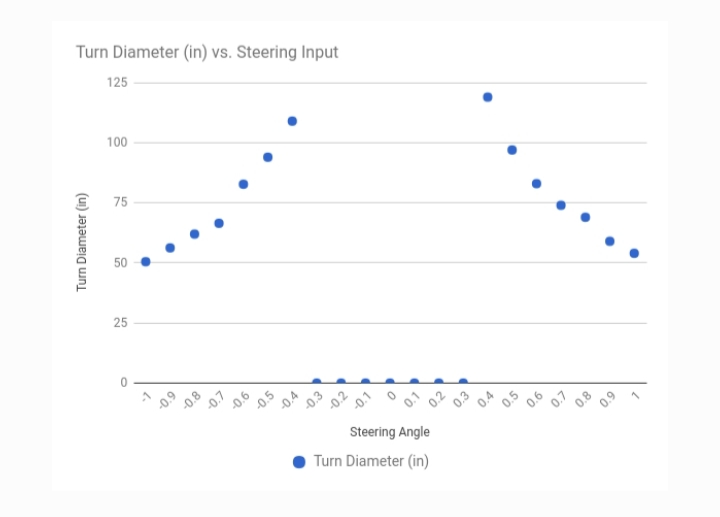 Turn Diameter (in) vs. Steering Input
125
100
75
50
25
0
Turn Diameter (in)
-1 -0.9 -0.8 -0.7 -0.6 -0.5 -0.4 -0.3 -0.2 -0.1 0 0.1 0.2 0.3 0.4 0.5 0.6 0.7 0.8 0.9 1
Steering Angle
Turn Diameter (in)